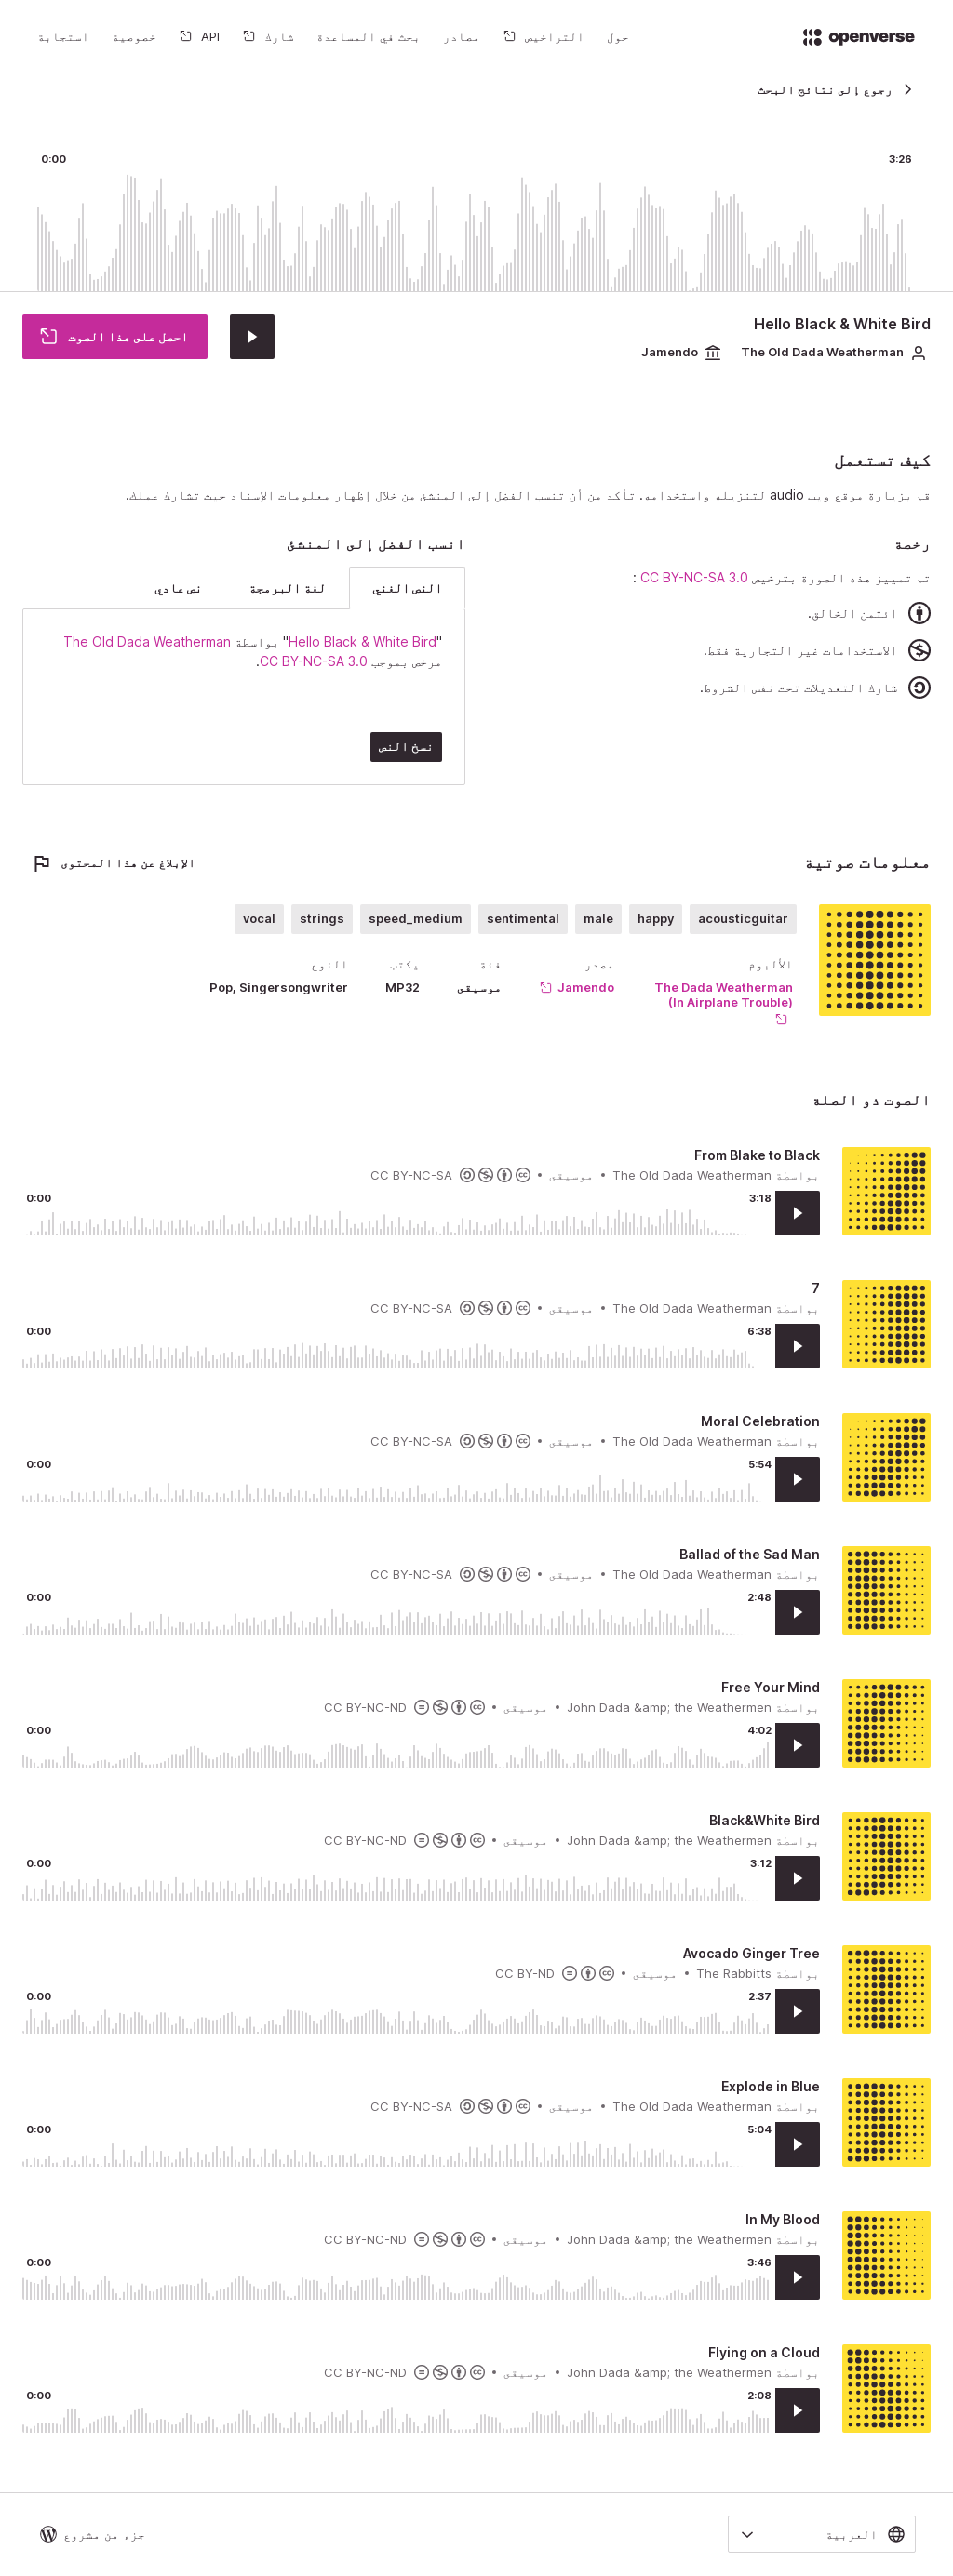 openverse
حول التراخيص مصادر بحث في المساعدة شارك API خصوصية استجابة
رجوع إلى نتائج البحث
0:00 3:26
Hello Black & White Bird
The Old Dada Weatherman Jamendo
احصل على هذا الصوت
كيف تستعمل
قم بزيارة موقع ويب audio لتنزيله واستخدامه. تأكد من أن تنسب الفضل إلى المنشئ من خلال إظهار معلومات الإسناد حيث تشارك عملك.
رخصة
تم تمييز هذه الصورة بترخيص CC BY-NC-SA 3.0 :
ائتمن الخالق.
الاستخدامات غير التجارية فقط.
شارك التعديلات تحت نفس الشروط.
انسب الفضل إلى المنشئ
النص الغني لغة البرمجة نص عادي
"Hello Black & White Bird" بواسطة The Old Dada Weatherman
مرخص بموجب CC BY-NC-SA 3.0.
نسخ النص
معلومات صوتية
الإبلاغ عن هذا المحتوى
acousticguitar happy male sentimental speed_medium strings vocal
الألبوم مصدر فئة يكتب النوع
The Dada Weatherman Jamendo موسيقى MP32 Pop, Singersongwriter
(In Airplane Trouble)
الصوت ذو الصلة
From Blake to Black
بواسطة The Old Dada Weatherman • موسيقى • CC BY-NC-SA
0:00 3:18
7
بواسطة The Old Dada Weatherman • موسيقى • CC BY-NC-SA
0:00 6:38
Moral Celebration
بواسطة The Old Dada Weatherman • موسيقى • CC BY-NC-SA
0:00 5:54
Ballad of the Sad Man
بواسطة The Old Dada Weatherman • موسيقى • CC BY-NC-SA
0:00 2:48
Free Your Mind
بواسطة John Dada &amp; the Weathermen • موسيقى • CC BY-NC-ND
0:00 4:02
Black&White Bird
بواسطة John Dada &amp; the Weathermen • موسيقى • CC BY-NC-ND
0:00 3:12
Avocado Ginger Tree
بواسطة The Rabbitts • موسيقى • CC BY-ND
0:00 2:37
Explode in Blue
بواسطة The Old Dada Weatherman • موسيقى • CC BY-NC-SA
0:00 5:04
In My Blood
بواسطة John Dada &amp; the Weathermen • موسيقى • CC BY-NC-ND
0:00 3:46
Flying on a Cloud
بواسطة John Dada &amp; the Weathermen • موسيقى • CC BY-NC-ND
0:00 2:08
العربية
جزء من مشروع